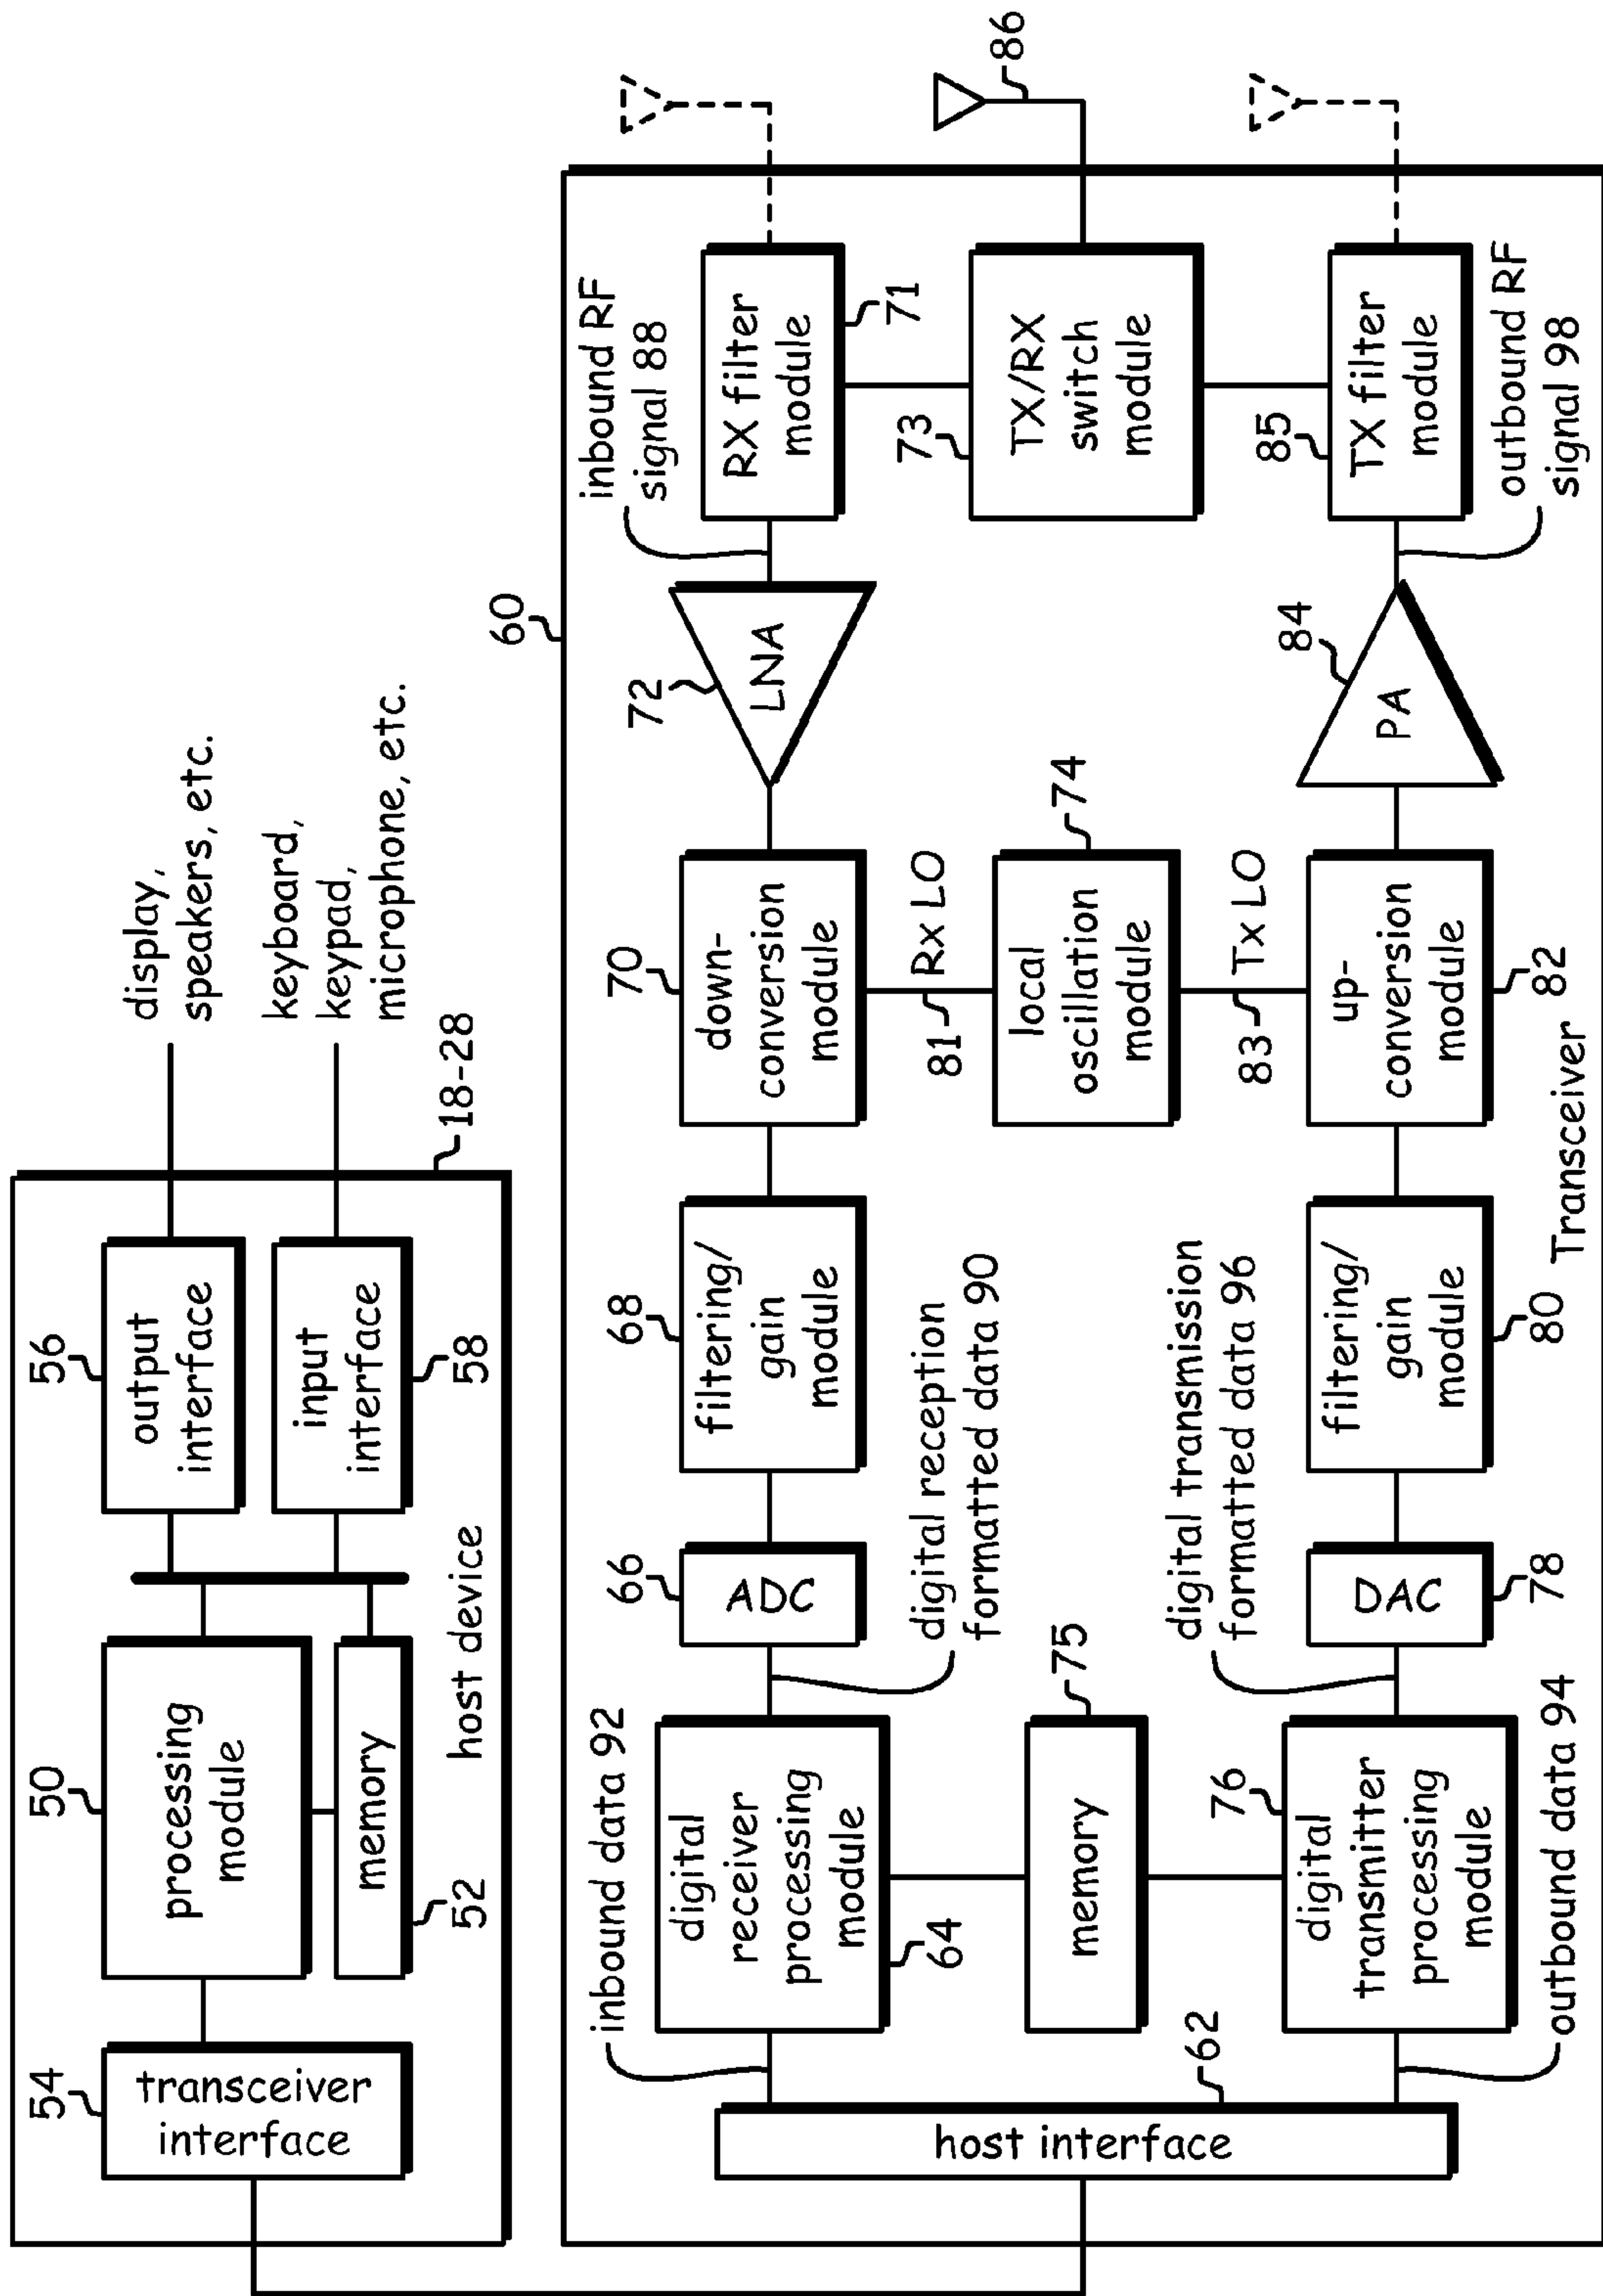 display,
speakers, etc.
keyboard,
keypad,
microphone, etc.
18-28
56
output
interface
input
interface
58
50
processing
module
memory
52
host device
54
transceiver
interface
60
inbound RF
signal 88
RX filter
module
71
86
72
LNA
73
TX/RX
switch
module
85
TX filter
module
outbound RF
signal 98
84
PA
70
down-
conversion
module
Rx LO
81
local
oscillation
module
74
Tx LO
83
up-
conversion
module
82
Transceiver
68
filtering/
gain
module
filtering/
gain
module
80
66
ADC
digital reception
formatted data 90
digital transmission
formatted data 96
DAC
78
inbound data 92
digital
receiver
processing
module
64
memory
75
76
digital
transmitter
processing
module
outbound data 94
62
host interface